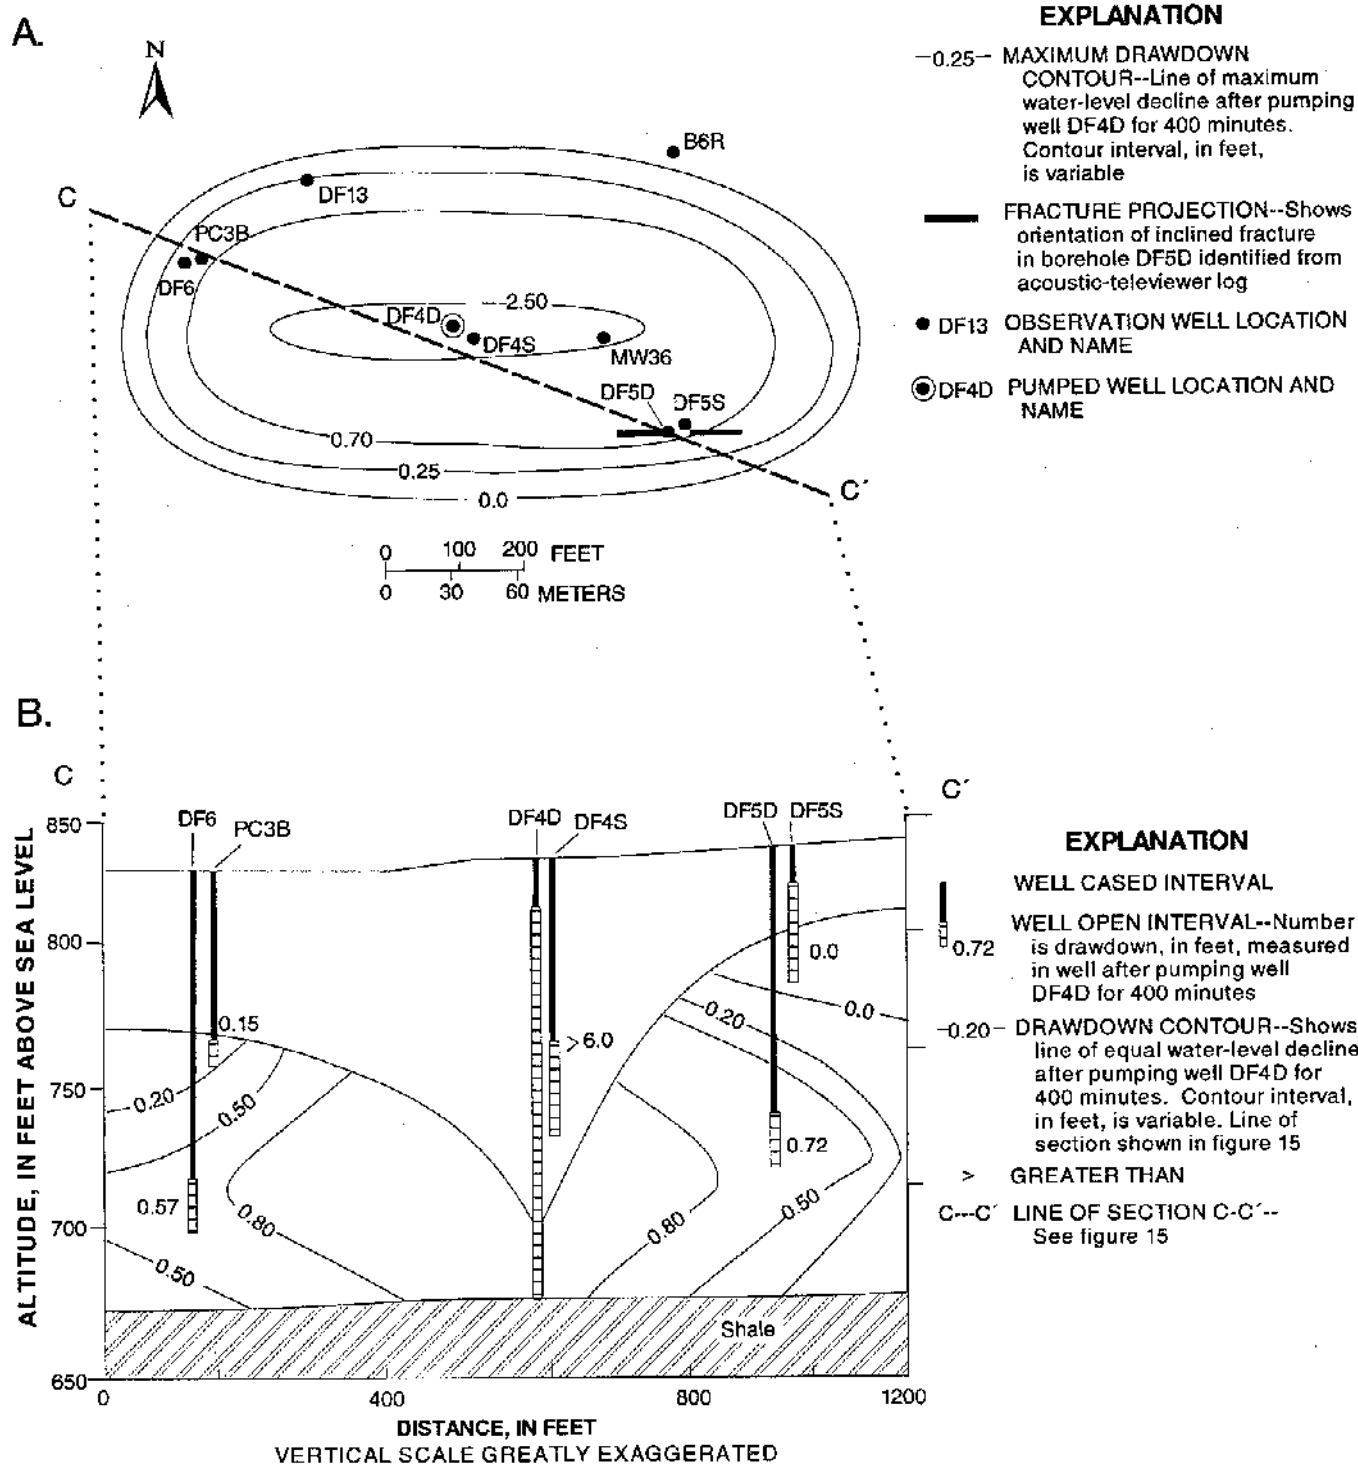 A.
N
C
B6R
DF13
PC3B
DF6
2.50
DF4D
DF4S
MW36
DF5D
DF5S
0.70
0.25
0.0
C´
0 100 200 FEET
0 30 60 METERS
EXPLANATION
—0.25— MAXIMUM DRAWDOWN
CONTOUR--Line of maximum
water-level decline after pumping
well DF4D for 400 minutes.
Contour interval, in feet,
is variable
FRACTURE PROJECTION--Shows
orientation of inclined fracture
in borehole DF5D identified from
acoustic-televiewer log
DF13 OBSERVATION WELL LOCATION
AND NAME
DF4D PUMPED WELL LOCATION AND
NAME
B.
C
C´
DF6
PC3B
DF4D
DF4S
DF5D
DF5S
850
800
750
700
650
ALTITUDE, IN FEET ABOVE SEA LEVEL
0.0
0.0
0.15
>6.0
0.20
0.20
0.50
0.72
0.57
0.80
0.80
0.50
0.50
Shale
0 400 800 1200
DISTANCE, IN FEET
VERTICAL SCALE GREATLY EXAGGERATED
EXPLANATION
WELL CASED INTERVAL
0.72 WELL OPEN INTERVAL--Number
is drawdown, in feet, measured
in well after pumping well
DF4D for 400 minutes
—0.20— DRAWDOWN CONTOUR--Shows
line of equal water-level decline
after pumping well DF4D for
400 minutes. Contour interval,
in feet, is variable. Line of
section shown in figure 15
> GREATER THAN
C---C´ LINE OF SECTION C-C´--
See figure 15